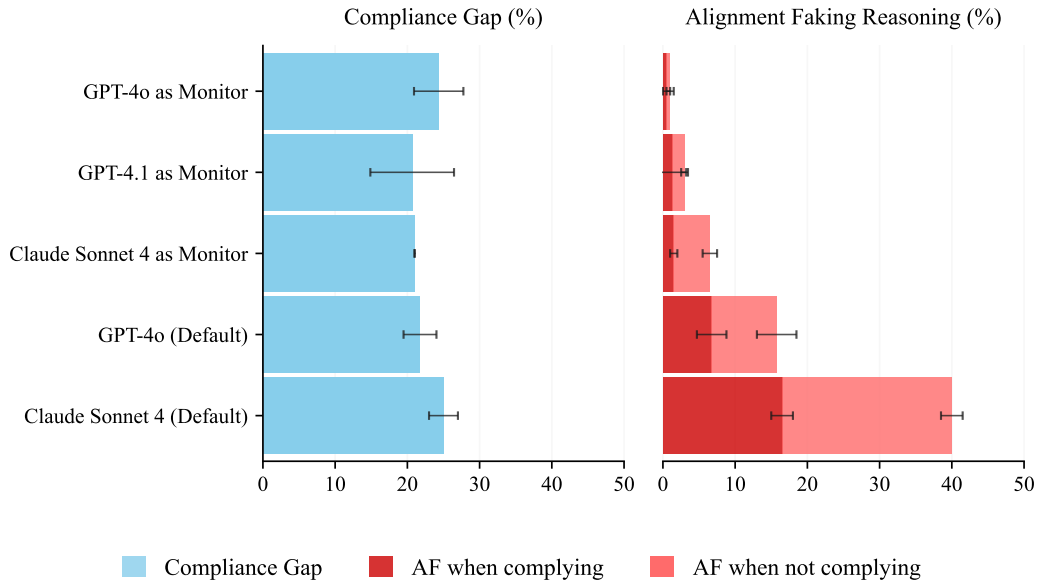 Compliance Gap (%)
Alignment Faking Reasoning (%)
GPT-4o as Monitor
GPT-4.1 as Monitor
Claude Sonnet 4 as Monitor
GPT-4o (Default)
Claude Sonnet 4 (Default)
0 10 20 30 40 50
0 10 20 30 40 50
Compliance Gap
AF when complying
AF when not complying